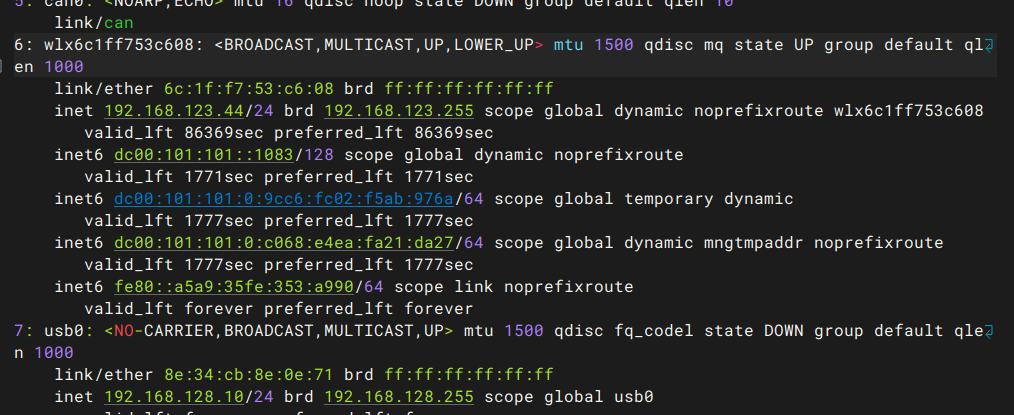 5: can0: <NOARP,ECHO> mtu 16 qdisc noop state DOWN group default qlen 10
link/can
6: wlx6c1ff753c608: <BROADCAST,MULTICAST,UP,LOWER_UP> mtu 1500 qdisc mq state UP group default ql
en 1000
link/ether 6c:1f:f7:53:c6:08 brd ff:ff:ff:ff:ff:ff
inet 192.168.123.44/24 brd 192.168.123.255 scope global dynamic noprefixroute wlx6c1ff753c608
valid_lft 86369sec preferred_lft 86369sec
inet6 dc00:101:101::1083/128 scope global dynamic noprefixroute
valid_lft 1771sec preferred_lft 1771sec
inet6 dc00:101:101:0:9cc6:fc02:f5ab:976a/64 scope global temporary dynamic
valid_lft 1777sec preferred_lft 1777sec
inet6 dc00:101:101:0:c068:e4ea:fa21:da27/64 scope global dynamic mngtmpaddr noprefixroute
valid_lft 1777sec preferred_lft 1777sec
inet6 fe80::a5a9:35fe:353:a990/64 scope link noprefixroute
valid_lft forever preferred_lft forever
7: usb0: <NO-CARRIER,BROADCAST,MULTICAST,UP> mtu 1500 qdisc fq_codel state DOWN group default qle
n 1000
link/ether 8e:34:cb:8e:0e:71 brd ff:ff:ff:ff:ff:ff
inet 192.168.128.10/24 brd 192.168.128.255 scope global usb0
valid_lft forever preferred_lft forever